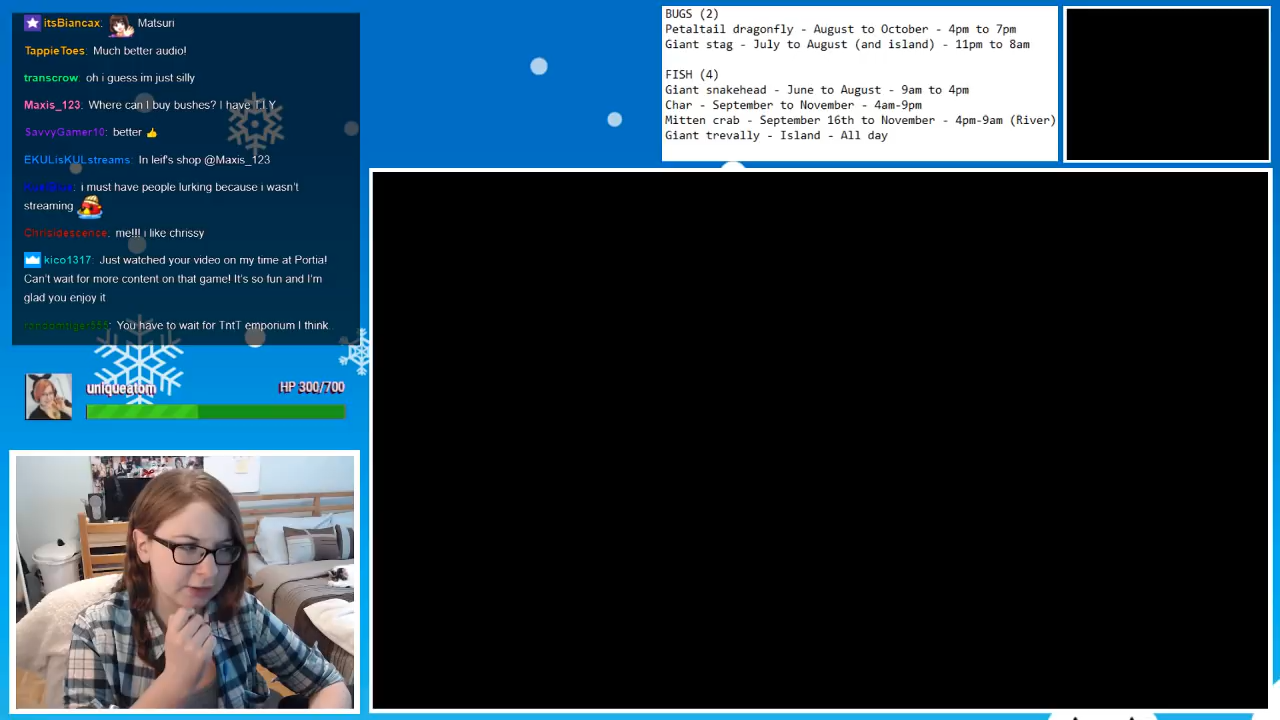 itsBiancax: Matsuri
TappieToes: Much better audio!
transcrow: oh i guess im just silly
Maxis_123: Where can I buy bushes? I have T.I.Y
SavvyGamer10: better
EKULisKULstreams: In leif's shop @Maxis_123
i must have people lurking because i wasn't
streaming
Chrisidescence: me!!! i like chrissy
kico1317: Just watched your video on my time at Portia!
Can't wait for more content on that game! It's so fun and I'm
glad you enjoy it
randomtiger555: You have to wait for TntT emporium I think
uniqueatom HP 300/700
BUGS (2)
Petaltail dragonfly - August to October - 4pm to 7pm
Giant stag - July to August (and island) - 11pm to 8am
FISH (4)
Giant snakehead - June to August - 9am to 4pm
Char - September to November - 4am-9pm
Mitten crab - September 16th to November - 4pm-9am (River)
Giant trevally - Island - All day